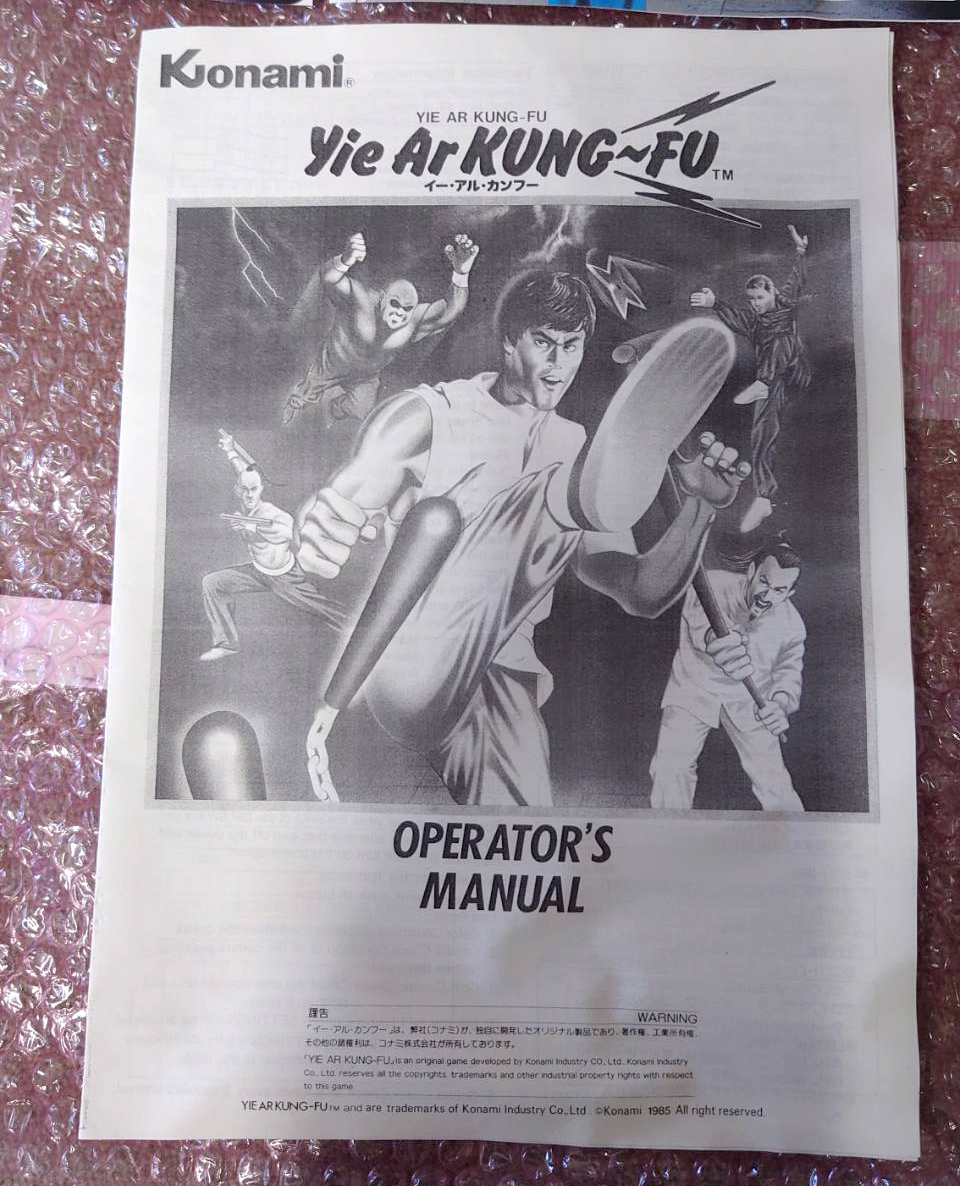 Konami®
YIE AR KUNG-FU
Yie Ar KUNG~FU™
イー・アル・カンフー
OPERATOR'S
MANUAL
謹告 WARNING
「イー・アル・カンフー」は、弊社(コナミ)が、独自に開発したオリジナル製品であり、著作権、工業所有権、
その他の諸権利は、コナミ株式会社が所有しております。
「YIE AR KUNG-FU」is an original game developed by Konami Industry CO., Ltd. Konami Industry
Co., Ltd. reserves all the copyrights, trademarks and other industrial property rights with respect
to this game.
YIE AR KUNG-FU™ and are trademarks of Konami Industry Co., Ltd. ©Konami 1985 All right reserved.